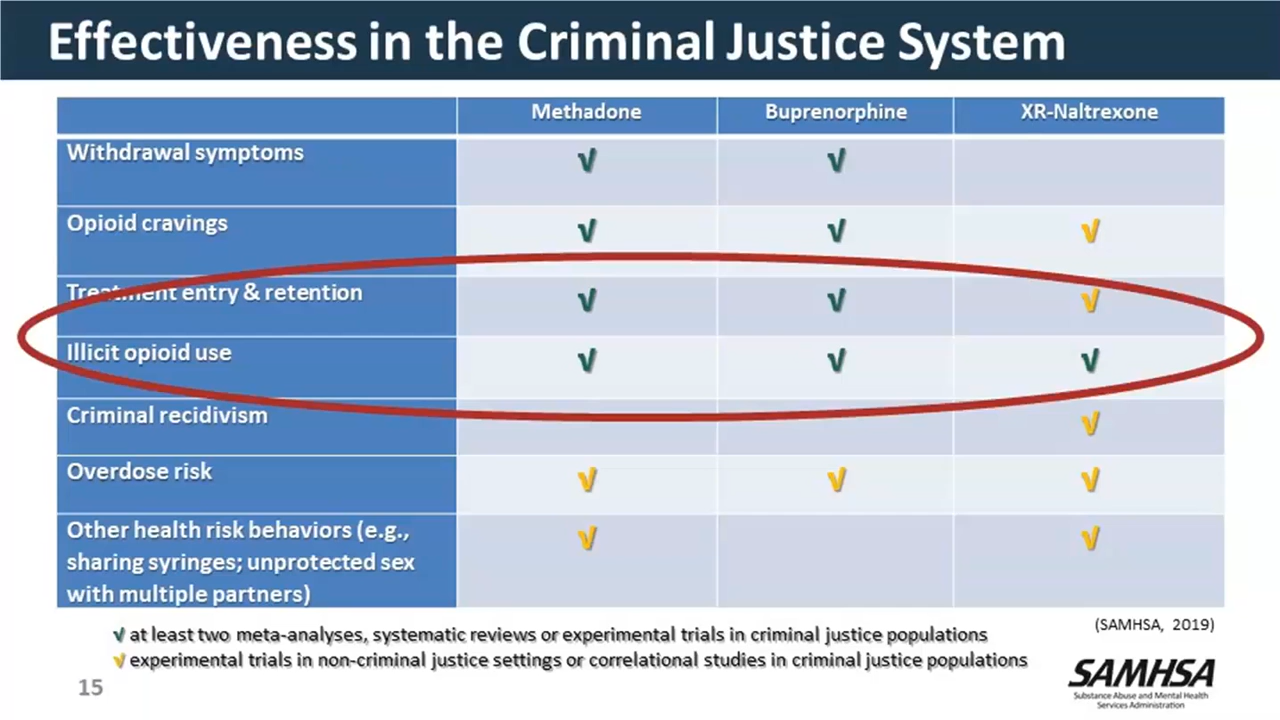 Effectiveness in the Criminal Justice System
Methadone Buprenorphine XR-Naltrexone
Withdrawal symptoms √ √
Opioid cravings √ √ √
Treatment entry & retention √ √ √
Illicit opioid use √ √ √
Criminal recidivism √
Overdose risk √ √ √
Other health risk behaviors (e.g., √ √
sharing syringes; unprotected sex
with multiple partners)
(SAMHSA, 2019)
√ at least two meta-analyses, systematic reviews or experimental trials in criminal justice populations
√ experimental trials in non-criminal justice settings or correlational studies in criminal justice populations
15
SAMHSA
Substance Abuse and Mental Health
Services Administration